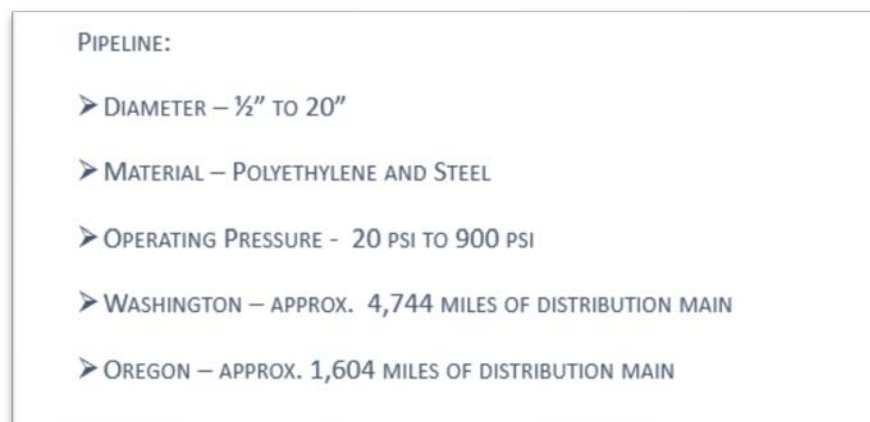 PIPELINE:
➤ DIAMETER – ½” TO 20”
➤ MATERIAL – POLYETHYLENE AND STEEL
➤ OPERATING PRESSURE - 20 PSI TO 900 PSI
➤ WASHINGTON – APPROX. 4,744 MILES OF DISTRIBUTION MAIN
➤ OREGON – APPROX. 1,604 MILES OF DISTRIBUTION MAIN